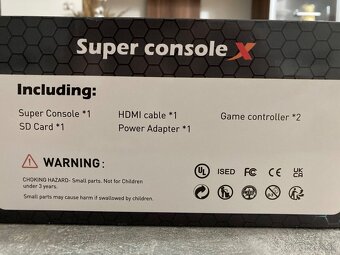 Super console X
Including:
Super Console *1 HDMI cable *1 Game controller *2
SD Card *1 Power Adapter *1
WARNING:
CHOKING HAZARD- Small parts. Not for Children
under 3 years.
Small parts may cause harm if swallowed by children.
UL ISED FC CE UK
CA